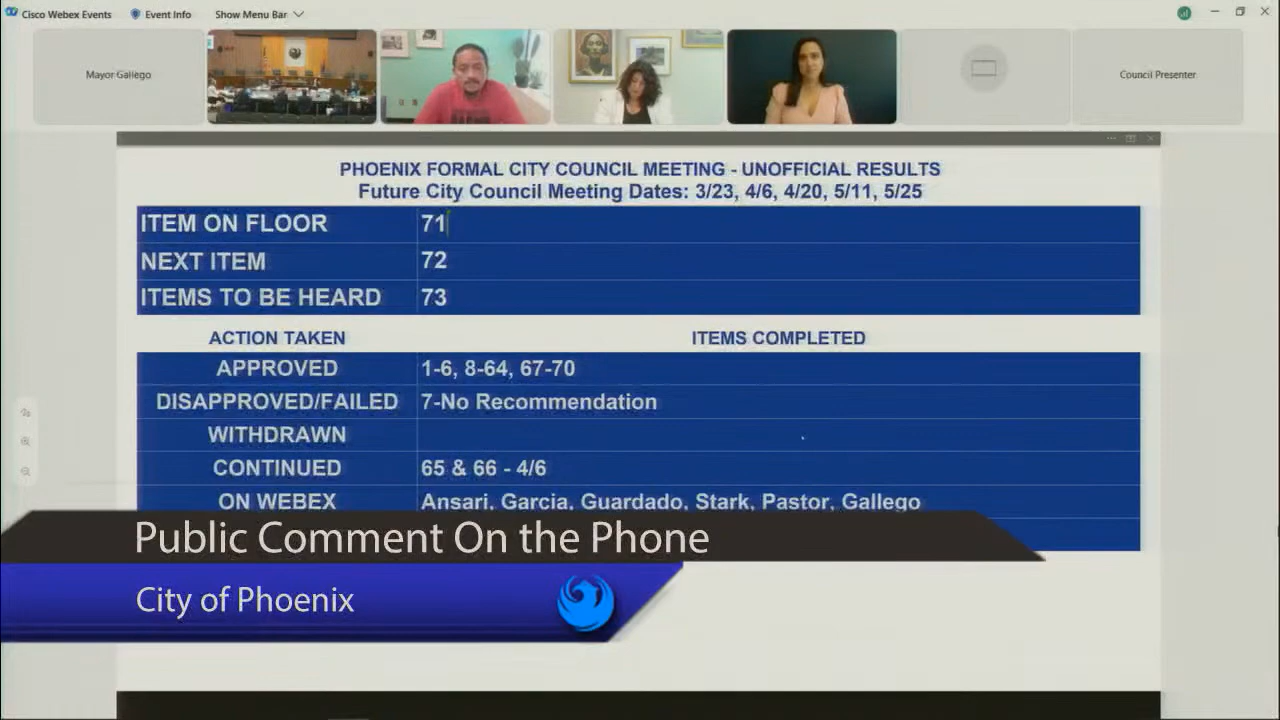 Cisco Webex Events Event Info Show Menu Bar
Mayor Gallego
Council Presenter
PHOENIX FORMAL CITY COUNCIL MEETING - UNOFFICIAL RESULTS
Future City Council Meeting Dates: 3/23, 4/6, 4/20, 5/11, 5/25
ITEM ON FLOOR 71
NEXT ITEM 72
ITEMS TO BE HEARD 73
ACTION TAKEN ITEMS COMPLETED
APPROVED 1-6, 8-64, 67-70
DISAPPROVED/FAILED 7-No Recommendation
WITHDRAWN
CONTINUED 65 & 66 - 4/6
ON WEBEX Ansari, Garcia, Guardado, Stark, Pastor, Gallego
Public Comment On the Phone
City of Phoenix